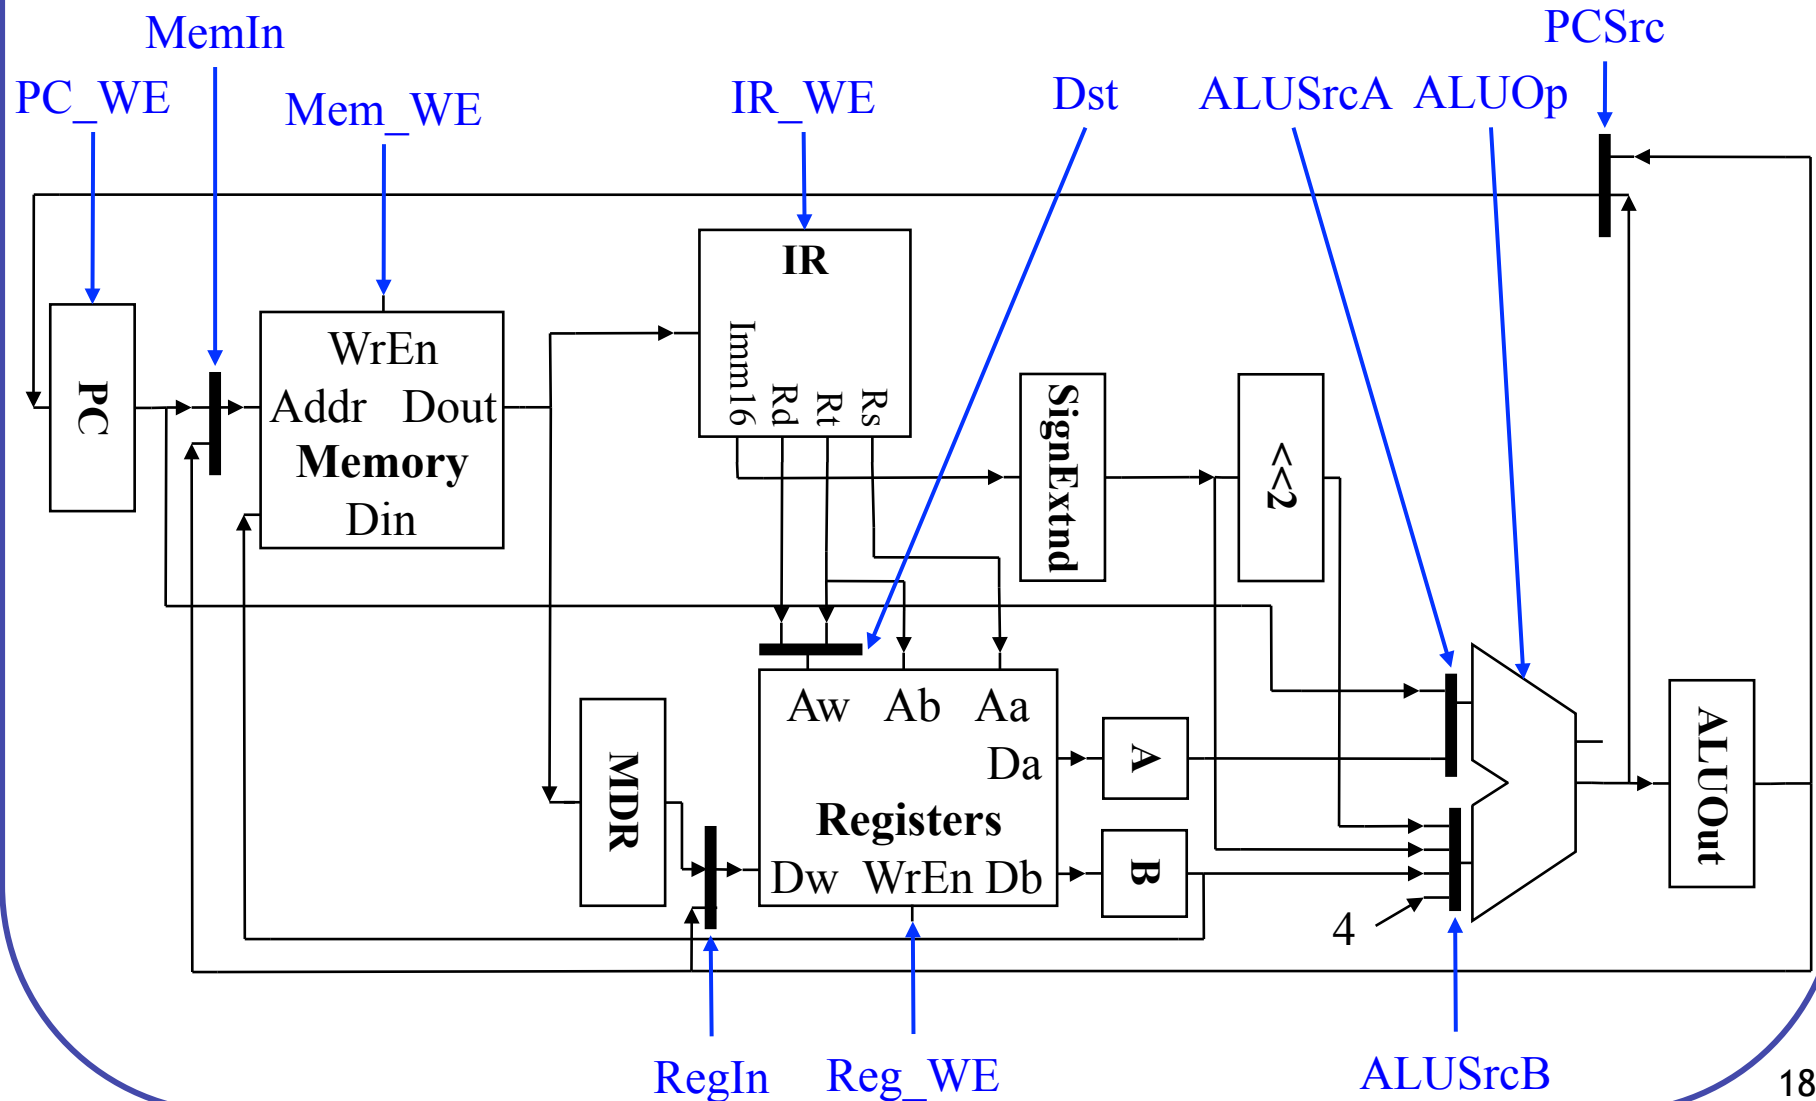 MemIn
PCSrc
PC_WE
Mem_WE
IR_WE
Dst
ALUSrcA
ALUOp
IR
Imm16
Rd
Rt
Rs
PC
WrEn
Addr
Dout
Memory
Din
SignExtnd
<<2
MDR
Aw
Ab
Aa
Da
Registers
Dw
WrEn
Db
A
B
4
ALUOut
RegIn
Reg_WE
ALUSrcB
18